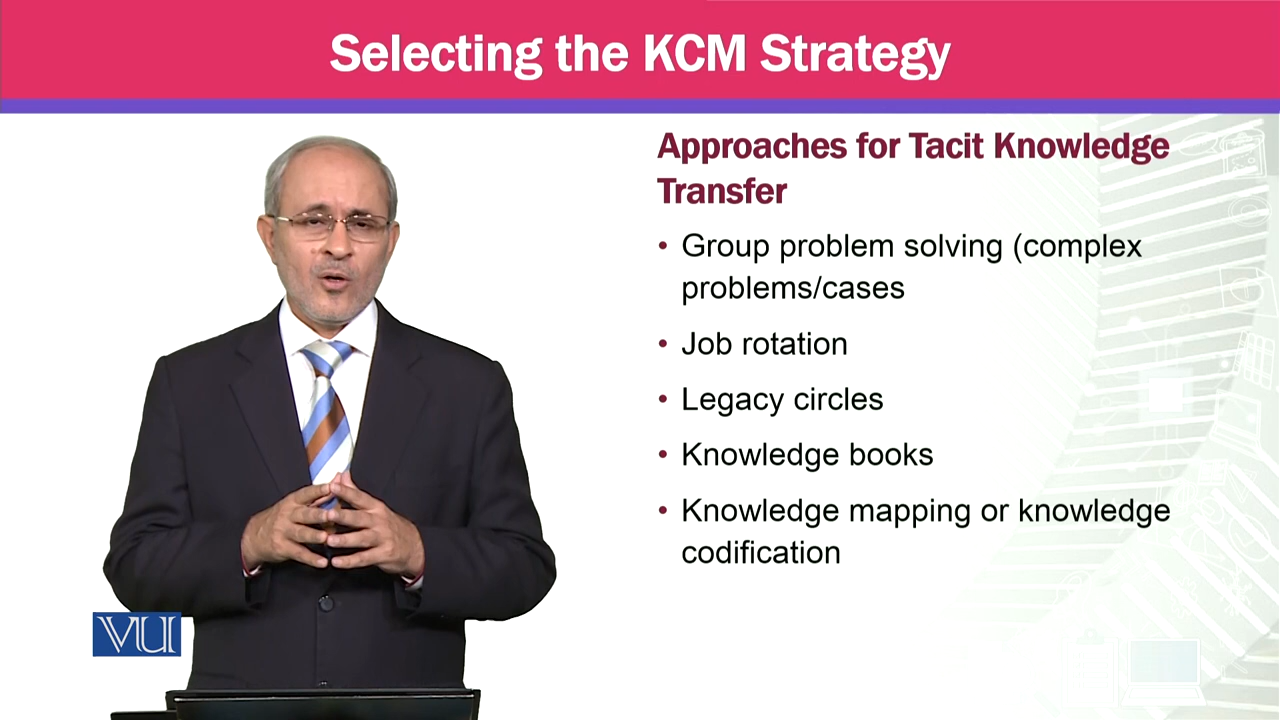 Selecting the KCM Strategy
Approaches for Tacit Knowledge
Transfer
• Group problem solving (complex
problems/cases
• Job rotation
• Legacy circles
• Knowledge books
• Knowledge mapping or knowledge
codification
VU